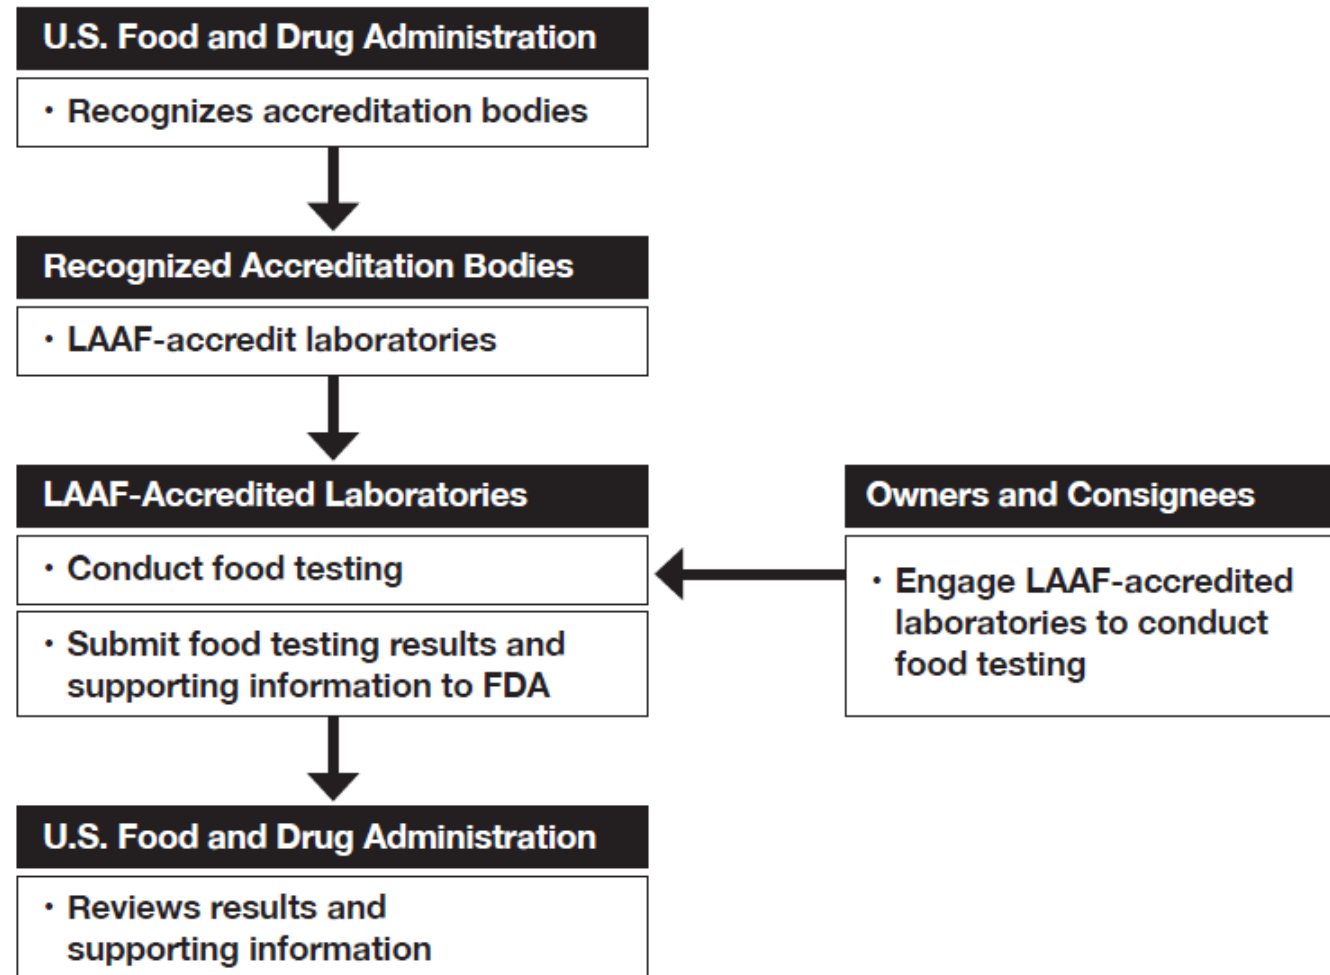 U.S. Food and Drug Administration
• Recognizes accreditation bodies
Recognized Accreditation Bodies
• LAAF-accredit laboratories
LAAF-Accredited Laboratories
• Conduct food testing
• Submit food testing results and
supporting information to FDA
Owners and Consignees
• Engage LAAF-accredited
laboratories to conduct
food testing
U.S. Food and Drug Administration
• Reviews results and
supporting information